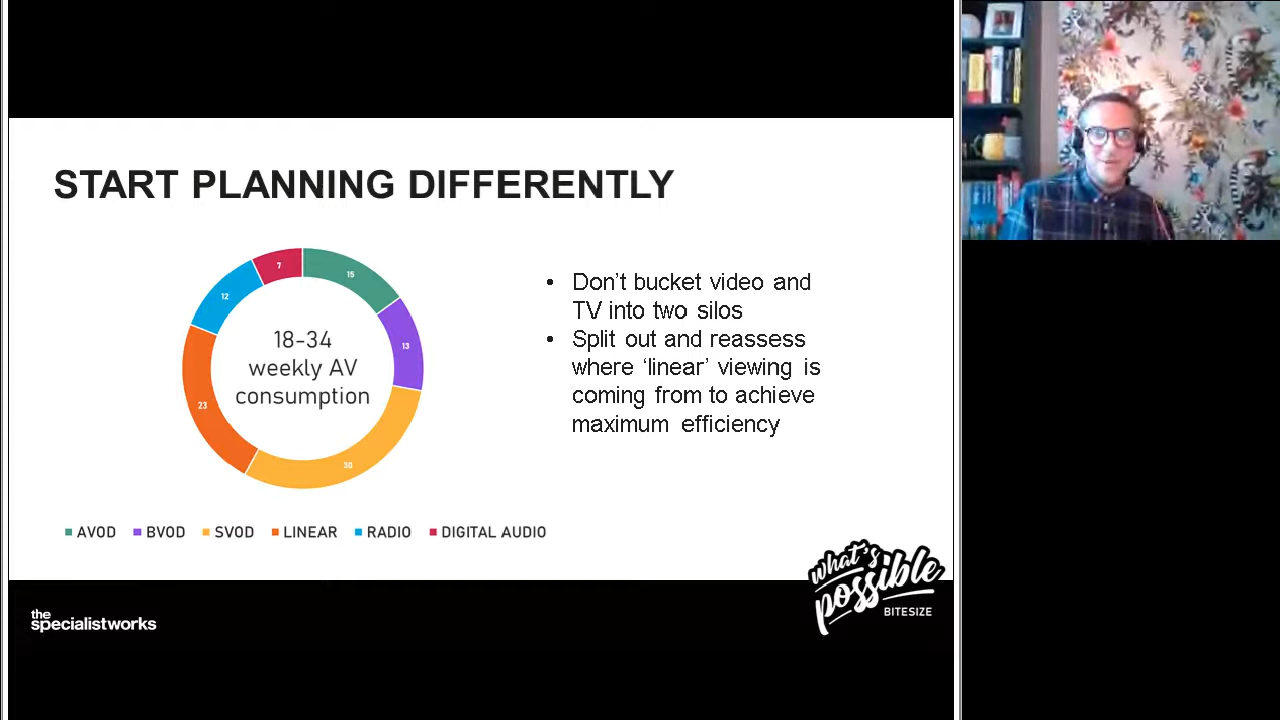 START PLANNING DIFFERENTLY
7
15
12
13
18-34
weekly AV
consumption
23
30
• Don’t bucket video and
TV into two silos
• Split out and reassess
where ‘linear’ viewing is
coming from to achieve
maximum efficiency
AVOD BVOD SVOD LINEAR RADIO DIGITAL AUDIO
what's
possible
BITESIZE
the
specialistworks